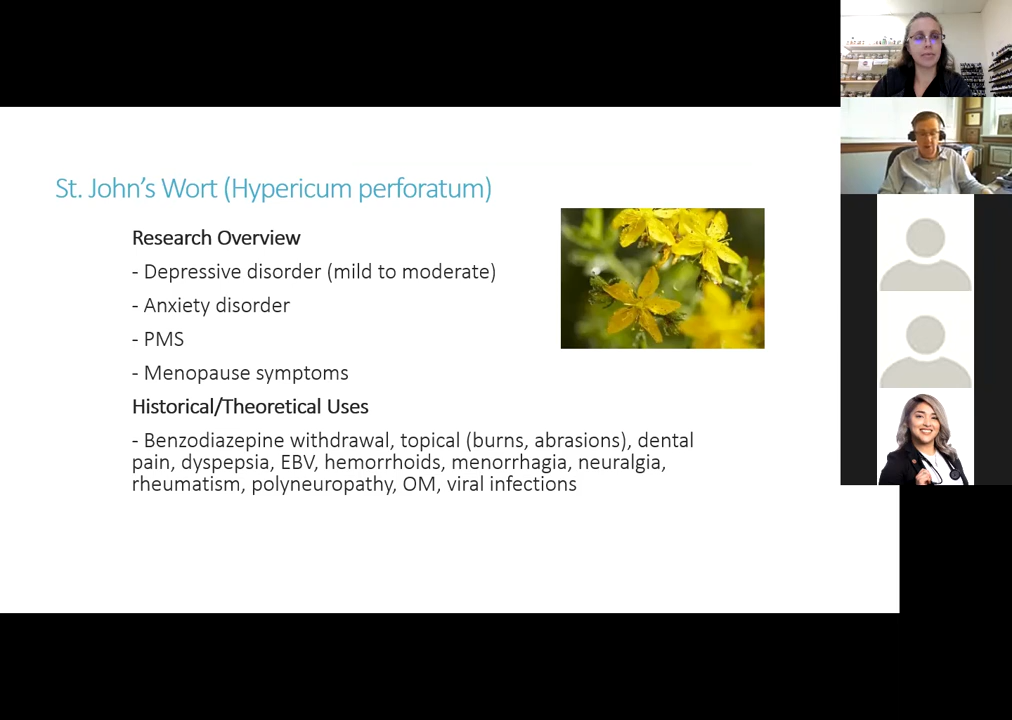 St. John’s Wort (Hypericum perforatum)
Research Overview
- Depressive disorder (mild to moderate)
- Anxiety disorder
- PMS
- Menopause symptoms
Historical/Theoretical Uses
- Benzodiazepine withdrawal, topical (burns, abrasions), dental
pain, dyspepsia, EBV, hemorrhoids, menorrhagia, neuralgia,
rheumatism, polyneuropathy, OM, viral infections